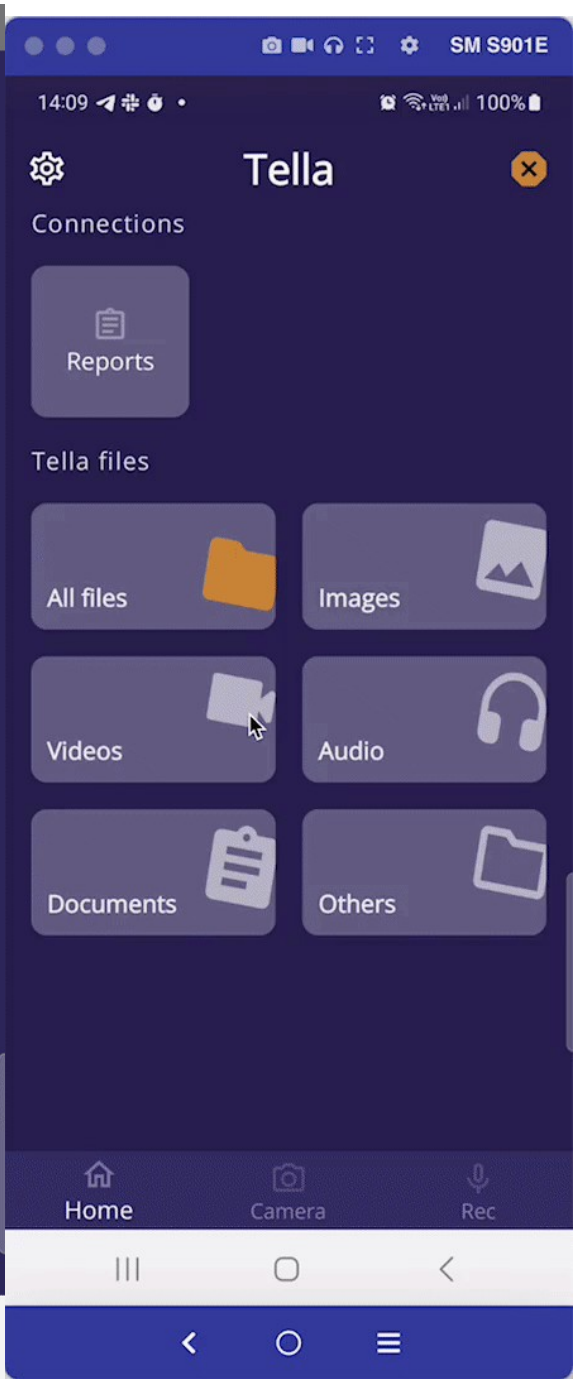 SM S901E
14:09 100%
Tella
Connections
Reports
Tella files
All files Images
Videos Audio
Documents Others
Home Camera Rec